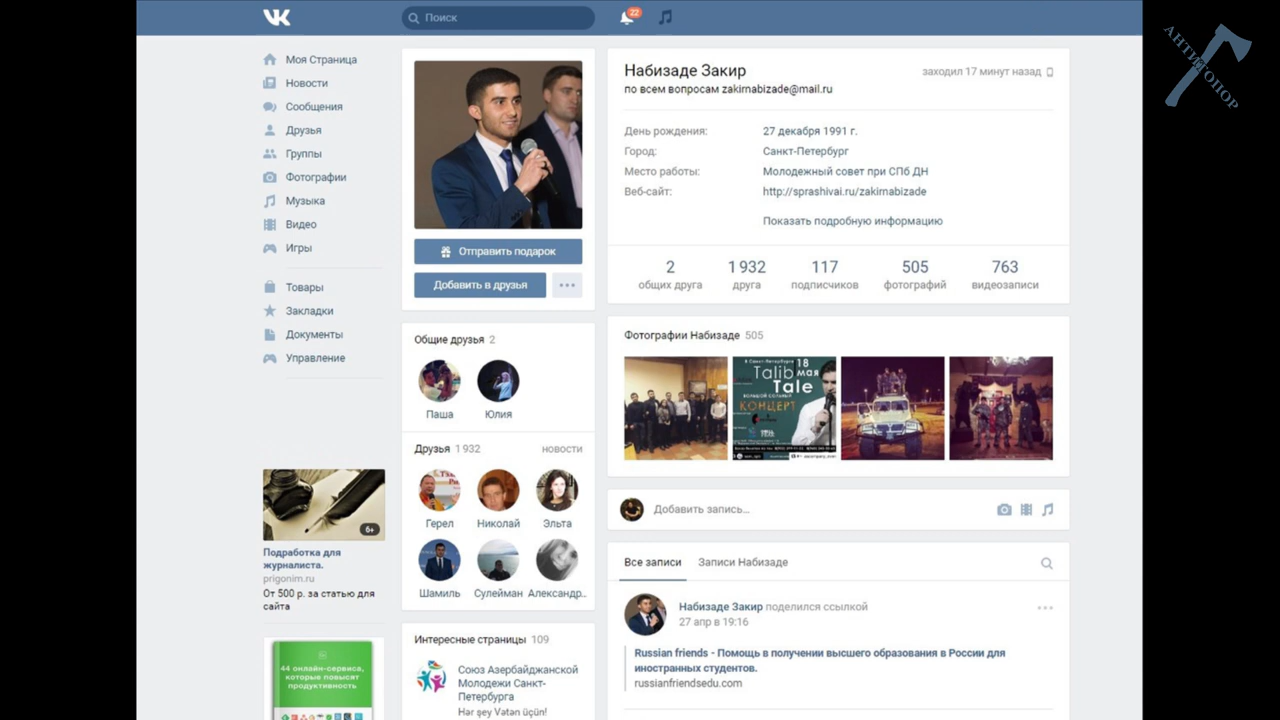 VK
Поиск
22
АНТИТОПОР
Моя Страница
Новости
Сообщения
Друзья
Группы
Фотографии
Музыка
Видео
Игры
Товары
Закладки
Документы
Управление
6+
Подработка для
журналиста.
prigonim.ru
От 500 р. за статью для
сайта
44 онлайн-сервиса,
которые повысят
продуктивность
Отправить подарок
Добавить в друзья
Общие друзья 2
Паша Юлия
Друзья 1 932 новости
Герел Николай Эльта
Шамиль Сулейман Александр..
Интересные страницы 109
Союз Азербайджанской
Молодежи Санкт-
Петербурга
Hər şey Vətən üçün!
Набизаде Закир заходил 17 минут назад
по всем вопросам zakirnabizade@mail.ru
День рождения: 27 декабря 1991 г.
Город: Санкт-Петербург
Место работы: Молодежный совет при СПб ДН
Веб-сайт: http://sprashivai.ru/zakirnabizade
Показать подробную информацию
2 1 932 117 505 763
общих друга друга подписчиков фотографий видеозаписи
Фотографии Набизаде 505
18
Talib мая
Tale
КОНЦЕРТ
Добавить запись...
Все записи Записи Набизаде
Набизаде Закир поделился ссылкой
27 апр в 19:16
Russian friends - Помощь в получении высшего образования в России для
иностранных студентов.
russianfriendsedu.com